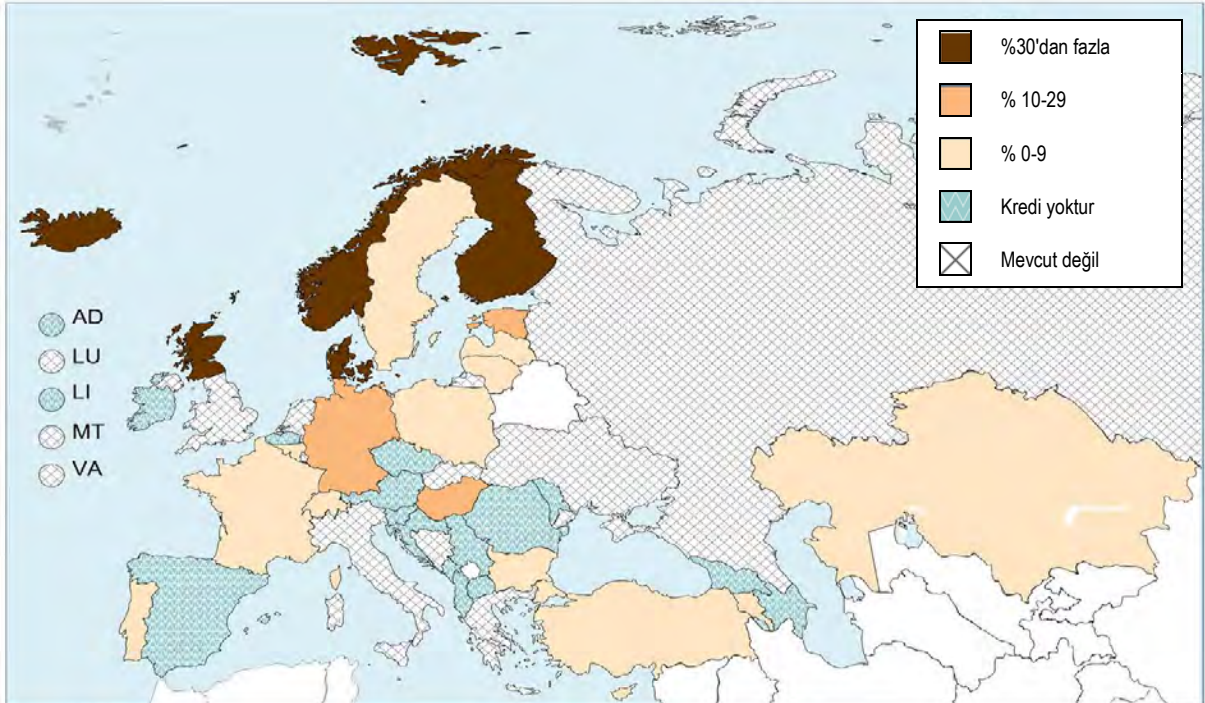 %30'dan fazla
% 10-29
% 0-9
Kredi yoktur
Mevcut değil
AD
LU
LI
MT
VA